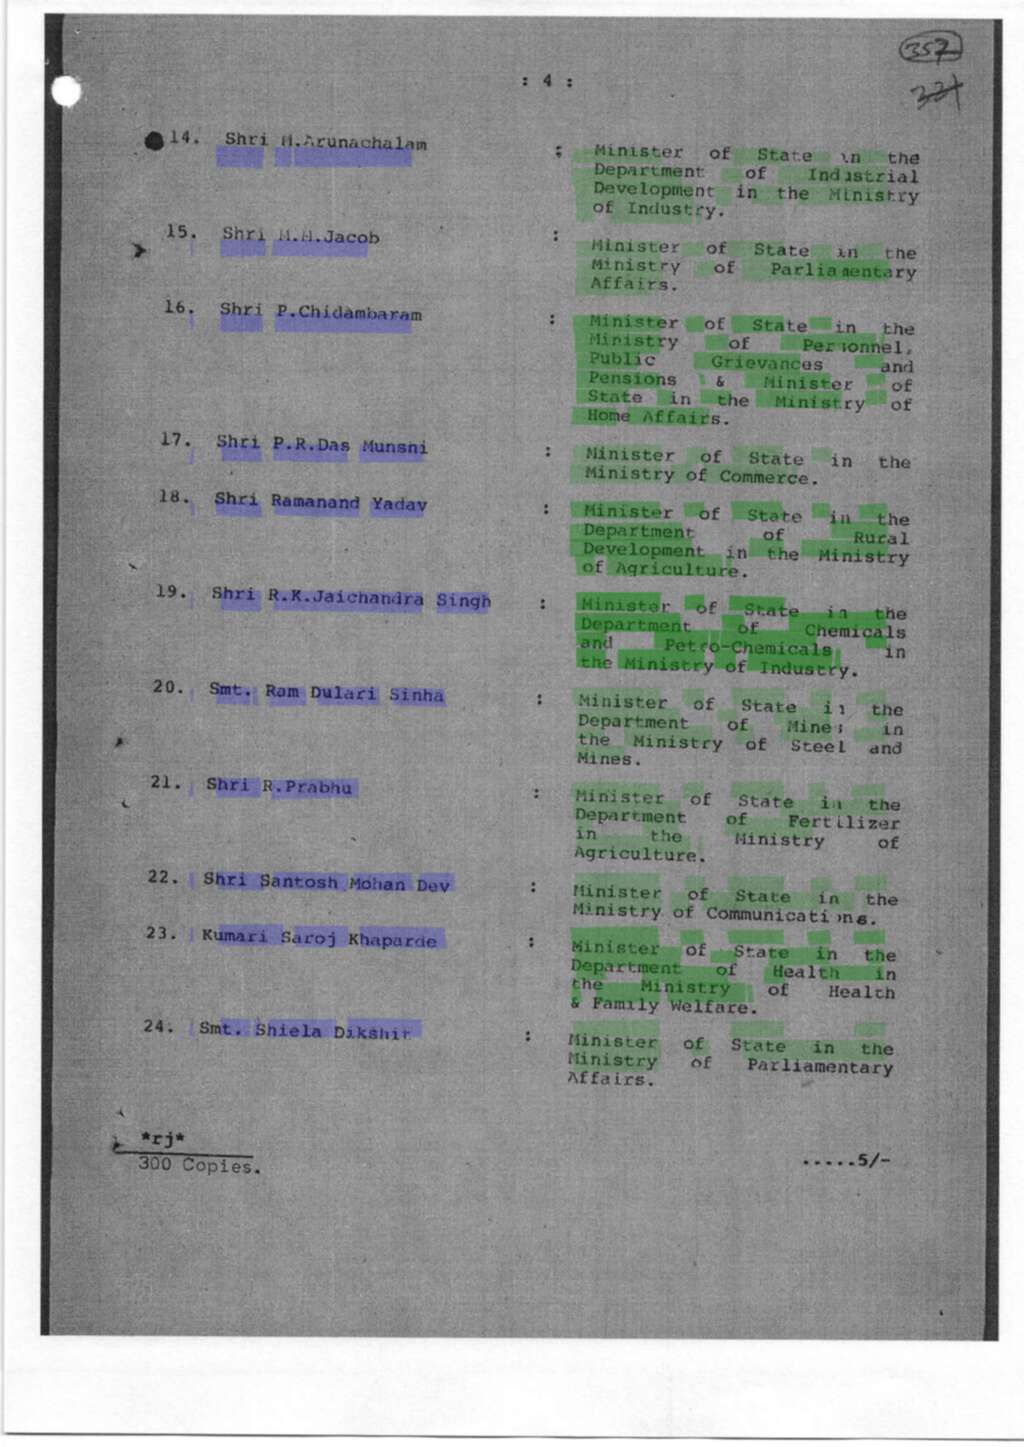 357
: 4 :
331
14. Shri M.Arunachalam : Minister of State in the
Department of Industrial
Development in the Ministry
of Industry.
15. Shri M.M.Jacob : Minister of State in the
Ministry of Parliamentary
Affairs.
16. Shri P.Chidambaram : Minister of State in the
Ministry of Personnel,
Public Grievances and
Pensions & Minister of
State in the Ministry of
Home Affairs.
17. Shri P.R.Das Munsni : Minister of State in the
Ministry of Commerce.
18. Shri Ramanand Yadav : Minister of State in the
Department of Rural
Development in the Ministry
of Agriculture.
19. Shri R.K.Jaichandra Singh : Minister of State in the
Department of Chemicals
and Petro-Chemicals in
the Ministry of Industry.
20. Smt. Ram Dulari Sinha : Minister of State in the
Department of Mines in
the Ministry of Steel and
Mines.
21. Shri R.Prabhu : Minister of State in the
Department of Fertilizer
in the Ministry of
Agriculture.
22. Shri Santosh Mohan Dev : Minister of State in the
Ministry of Communications.
23. Kumari Saroj Khaparde : Minister of State in the
Department of Health in
the Ministry of Health
& Family Welfare.
24. Smt. Shiela Dikshit : Minister of State in the
Ministry of Parliamentary
Affairs.
*rj*
300 Copies.
.....5/-